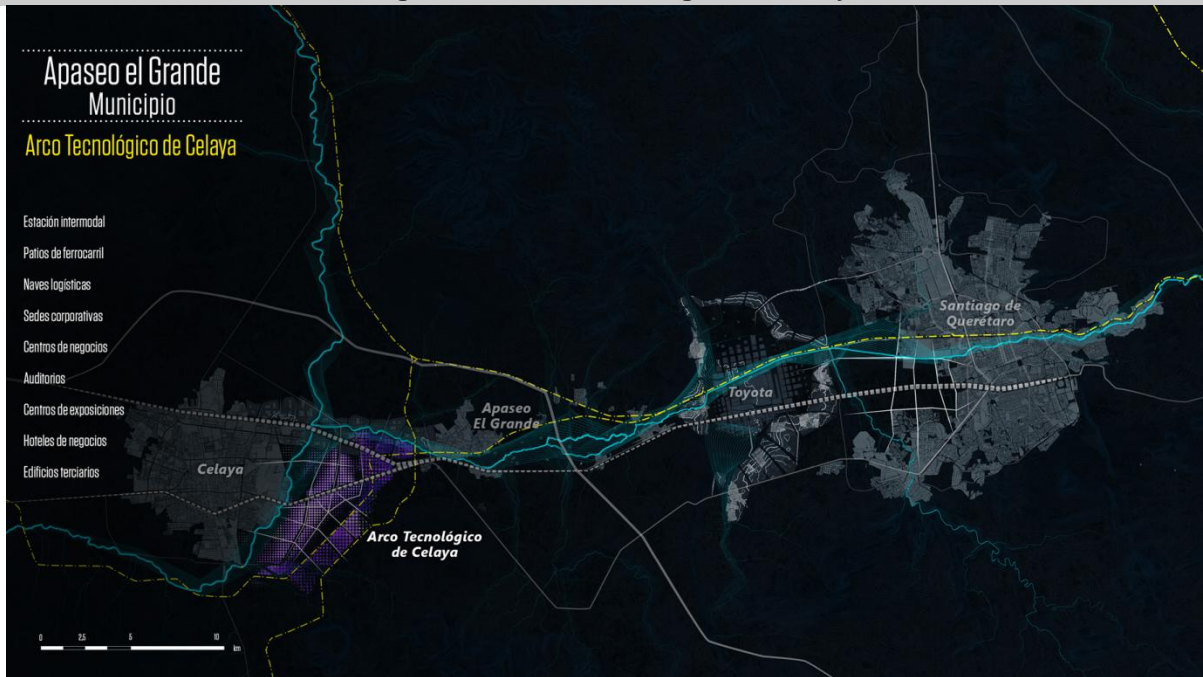 Apaseo el Grande
Municipio
Arco Tecnológico de Celaya
Estación intermodal
Patios de ferrocarril
Naves logísticas
Sedes corporativas
Centros de negocios
Auditorios
Centros de exposiciones
Hoteles de negocios
Edificios terciarios
Celaya
Apaseo
El Grande
Arco Tecnológico
de Celaya
Toyota
Santiago de
Querétaro
0 2,5 5 10
km